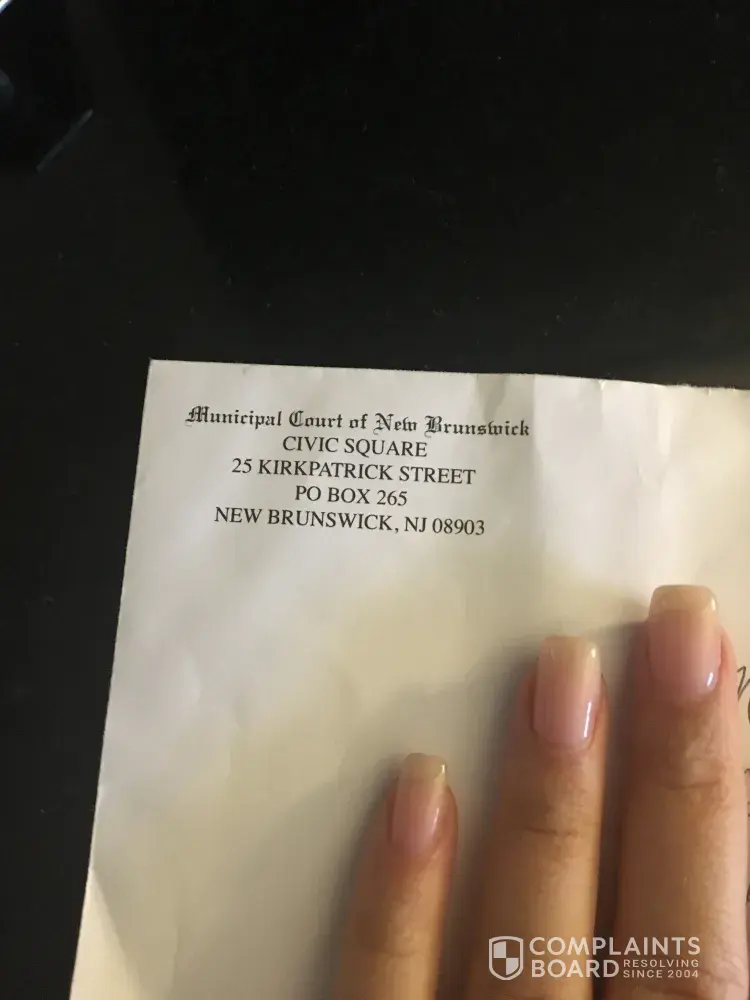 Municipal Court of New Brunswick
CIVIC SQUARE
25 KIRKPATRICK STREET
PO BOX 265
NEW BRUNSWICK, NJ 08903
COMPLAINTS
BOARD RESOLVING
SINCE 2004